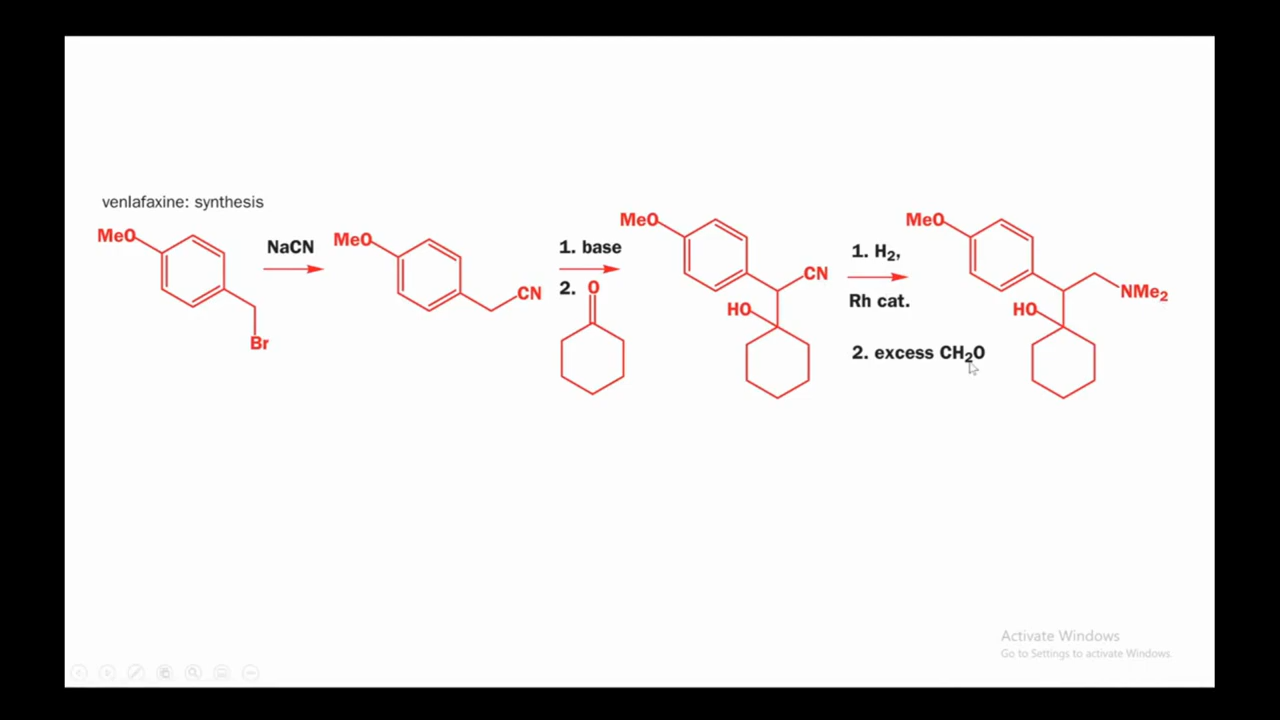 venlafaxine: synthesis
MeO
Br
NaCN
MeO
CN
1. base
2.
O
MeO
CN
HO
1. H₂,
Rh cat.
2. excess CH₂O
MeO
NMe₂
HO
Activate Windows
Go to Settings to activate Windows.